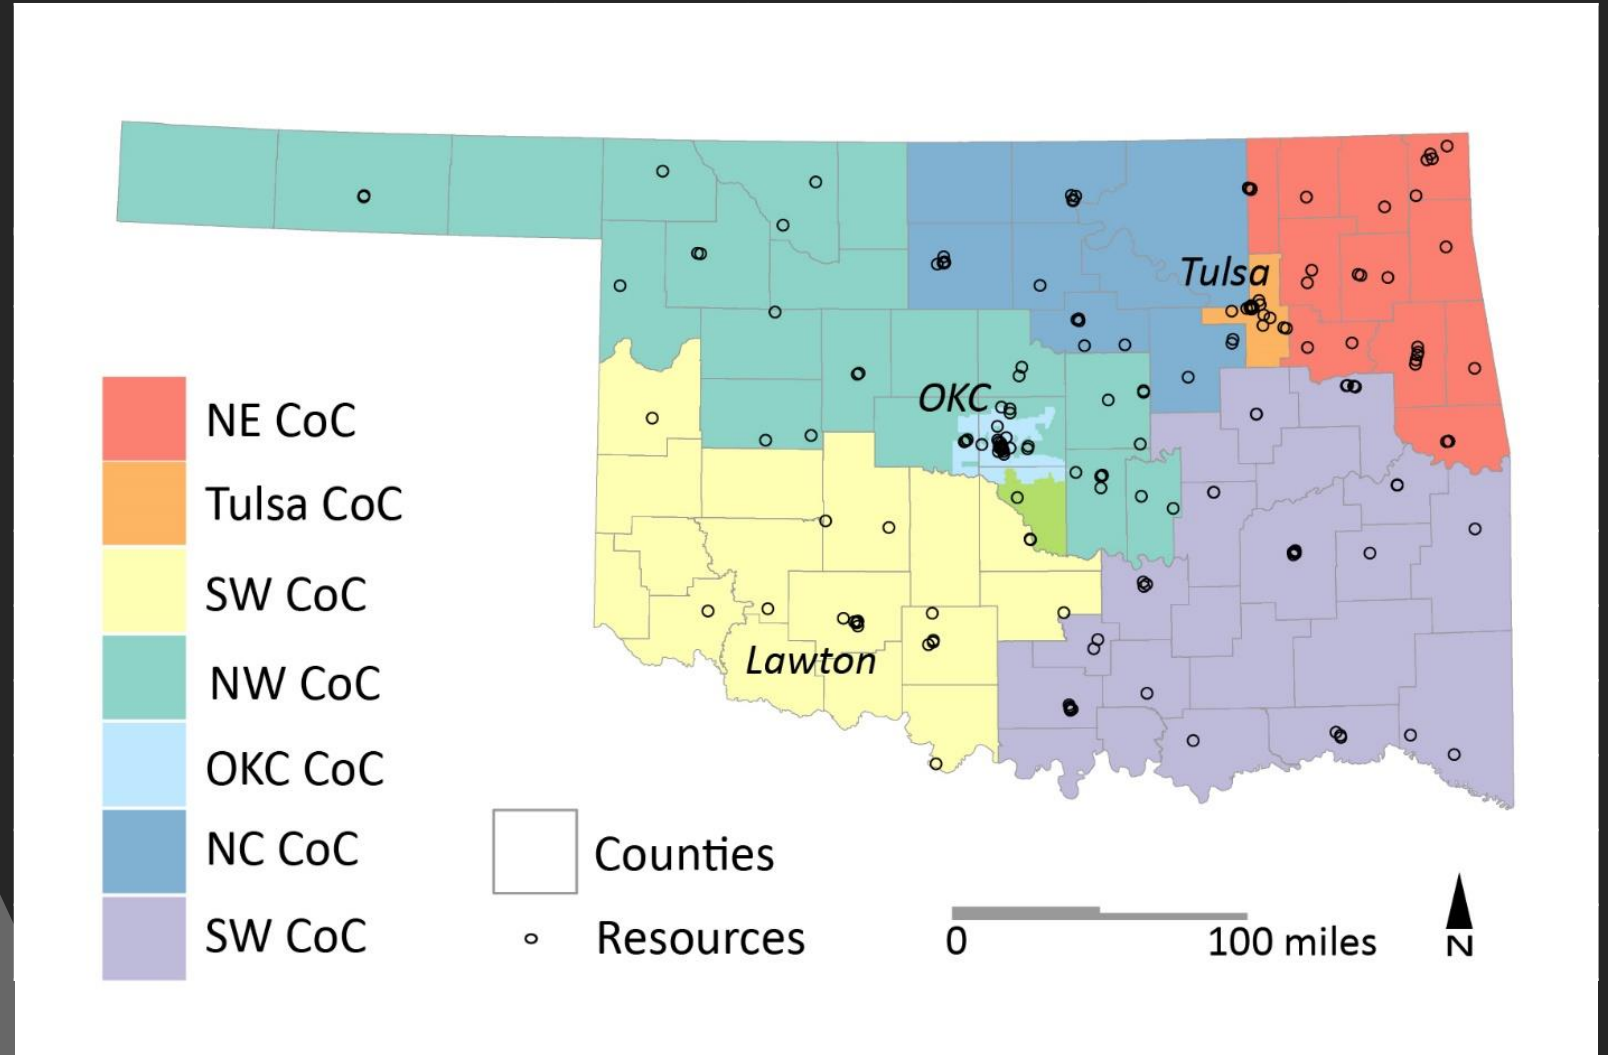 Tulsa
OKC
Lawton
NE CoC
Tulsa CoC
SW CoC
NW CoC
OKC CoC
NC CoC
SW CoC
Counties
Resources
0 100 miles
N